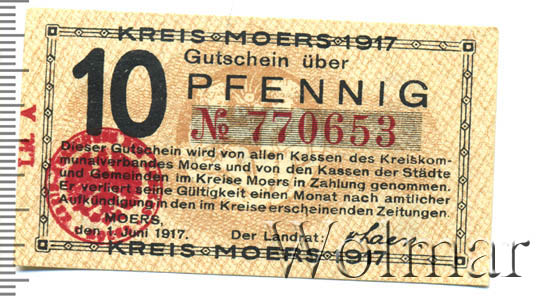 KREIS MOERS 1917
10
Gutschein über
PFENNIG
№ 770653
Dieser Gutschein wird von allen Kassen des Kreiskom-
munalverbandes Moers und von den Kassen der Städte
und Gemeinden im Kreise Moers in Zahlung genommen.
Er verliert seine Gültigkeit einen Monat nach amtlicher
Aufkündigung in den im Kreise erscheinenden Zeitungen.
MOERS,
den 1. Juni 1917.
Der Landrat:
KREIS MOERS 1917
Wolmar